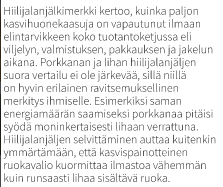 Hiilijalanjälkimerkki kertoo, kuinka paljon
kasvihuonekaasuja on vapautunut ilmaan
elintarvikkeen koko tuotantoketjussa eli
viljelyn, valmistuksen, pakkauksen ja jakelun
aikana. Porkkanan ja lihan hiilijalanjäljen
suora vertailu ei ole järkevää, sillä niillä
on hyvin erilainen ravitsemuksellinen
merkitys ihmiselle. Esimerkiksi saman
energiamäärän saamiseksi porkkanaa pitäisi
syödä moninkertaisesti lihaan verrattuna.
Hiilijalanjäljen selvittäminen auttaa kuitenkin
ymmärtämään, että kasvispainotteinen
ruokavalio kuormittaa ilmastoa vähemmän
kuin runsaasti lihaa sisältävä ruoka.